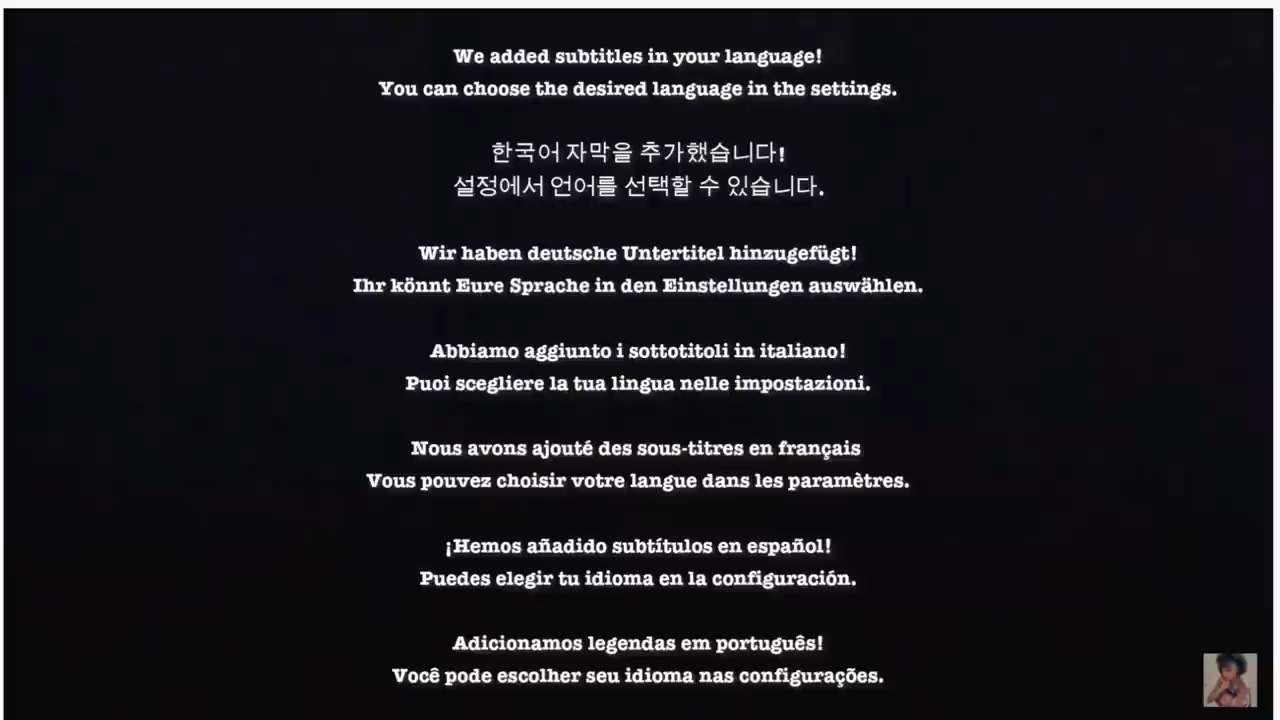 We added subtitles in your language!
You can choose the desired language in the settings.
한국어 자막을 추가했습니다!
설정에서 언어를 선택할 수 있습니다.
Wir haben deutsche Untertitel hinzugefügt!
Ihr könnt Eure Sprache in den Einstellungen auswählen.
Abbiamo aggiunto i sottotitoli in italiano!
Puoi scegliere la tua lingua nelle impostazioni.
Nous avons ajouté des sous-titres en français
Vous pouvez choisir votre langue dans les paramètres.
¡Hemos añadido subtítulos en español!
Puedes elegir tu idioma en la configuración.
Adicionamos legendas em português!
Você pode escolher seu idioma nas configurações.